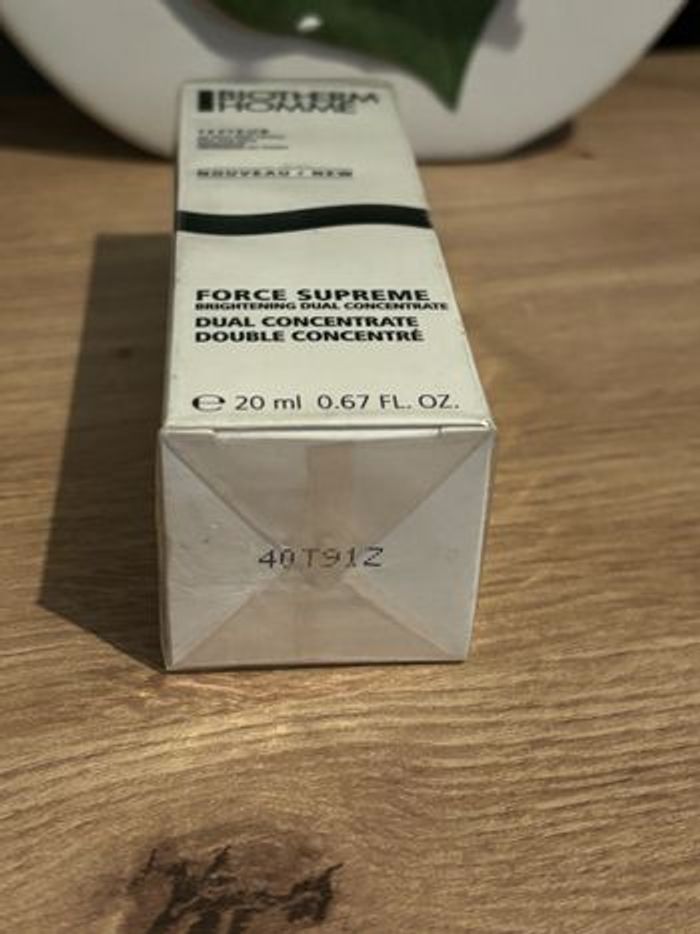 BIOTHERM
HOMME
TESTEUR
NOUVEAU / NEW
FORCE SUPREME
BRIGHTENING DUAL CONCENTRATE
DUAL CONCENTRATE
DOUBLE CONCENTRÉ
℮ 20 ml 0.67 FL. OZ.
40T91Z